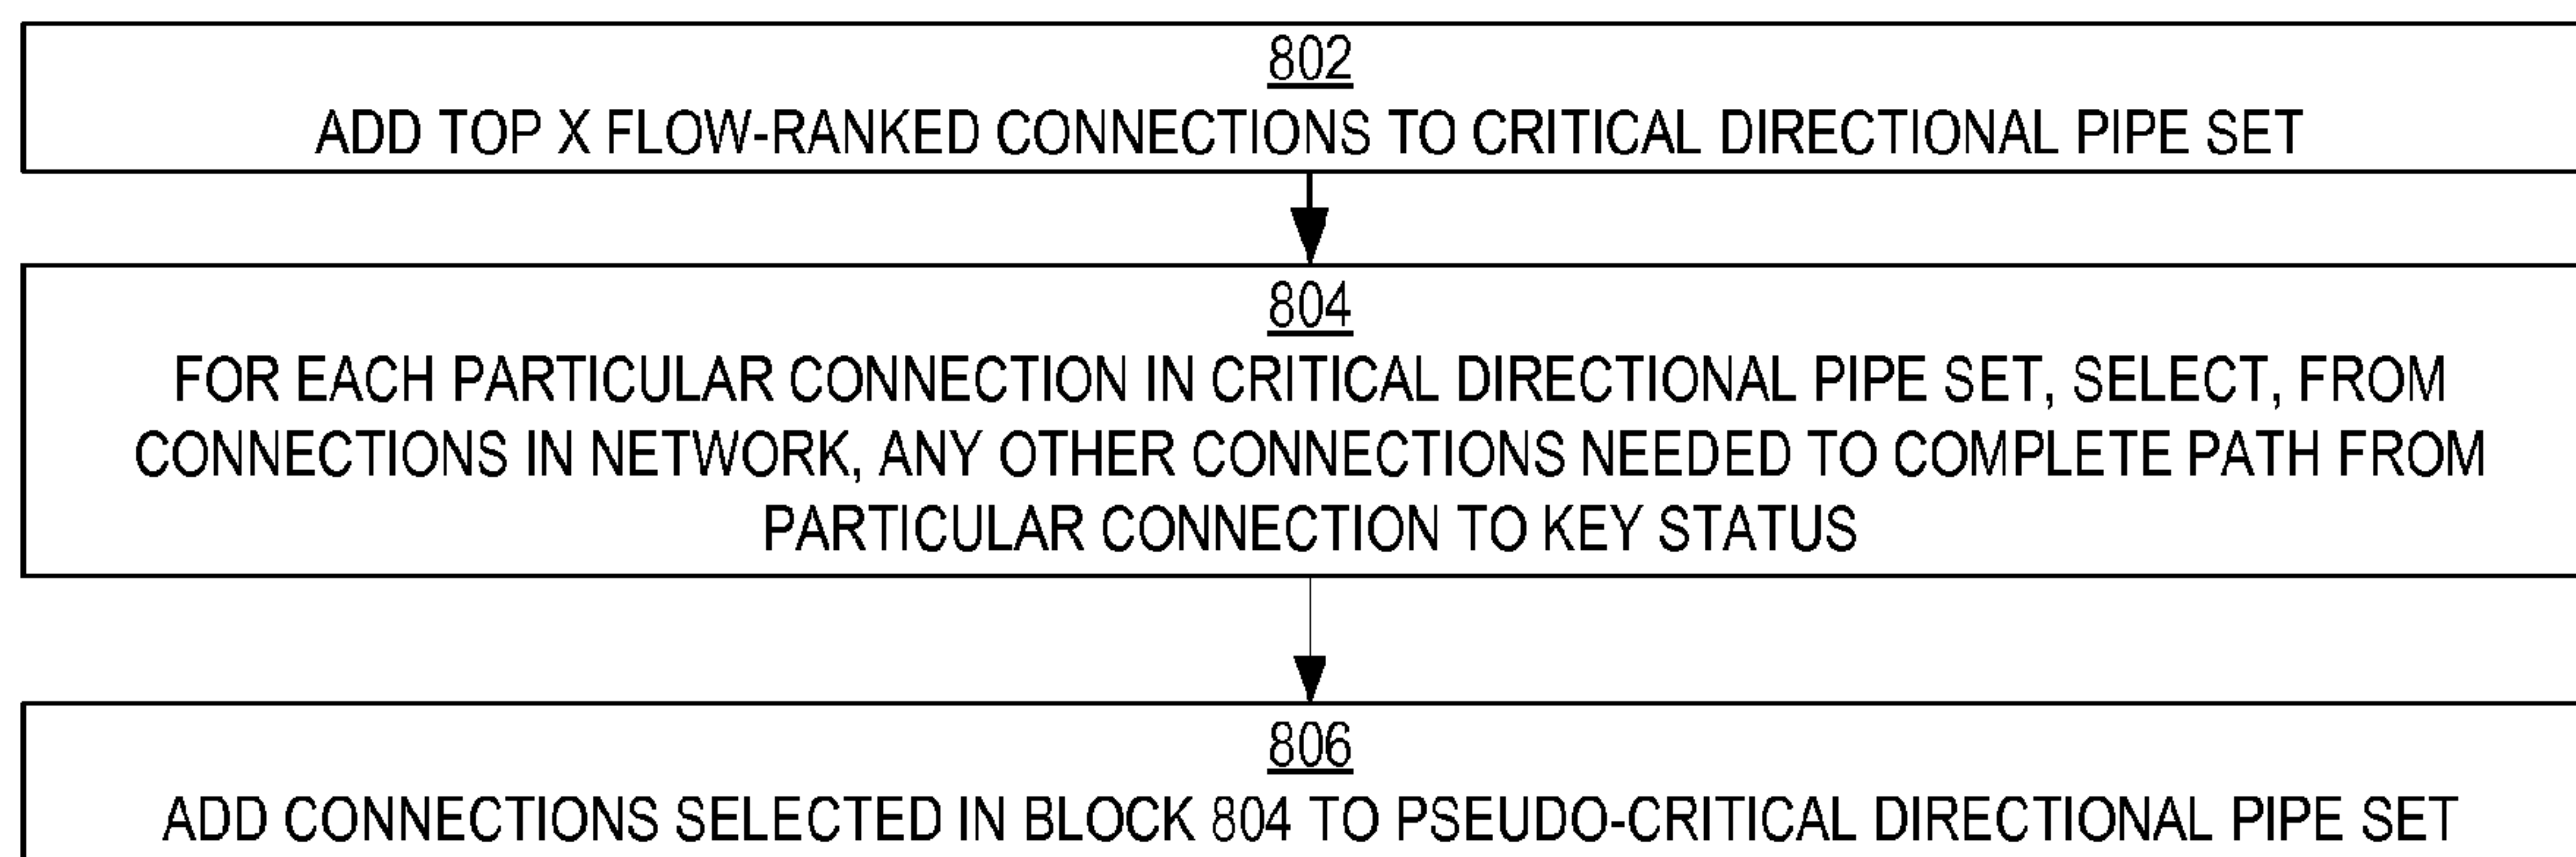 802
ADD TOP X FLOW-RANKED CONNECTIONS TO CRITICAL DIRECTIONAL PIPE SET
804
FOR EACH PARTICULAR CONNECTION IN CRITICAL DIRECTIONAL PIPE SET, SELECT, FROM
CONNECTIONS IN NETWORK, ANY OTHER CONNECTIONS NEEDED TO COMPLETE PATH FROM
PARTICULAR CONNECTION TO KEY STATUS
806
ADD CONNECTIONS SELECTED IN BLOCK 804 TO PSEUDO-CRITICAL DIRECTIONAL PIPE SET